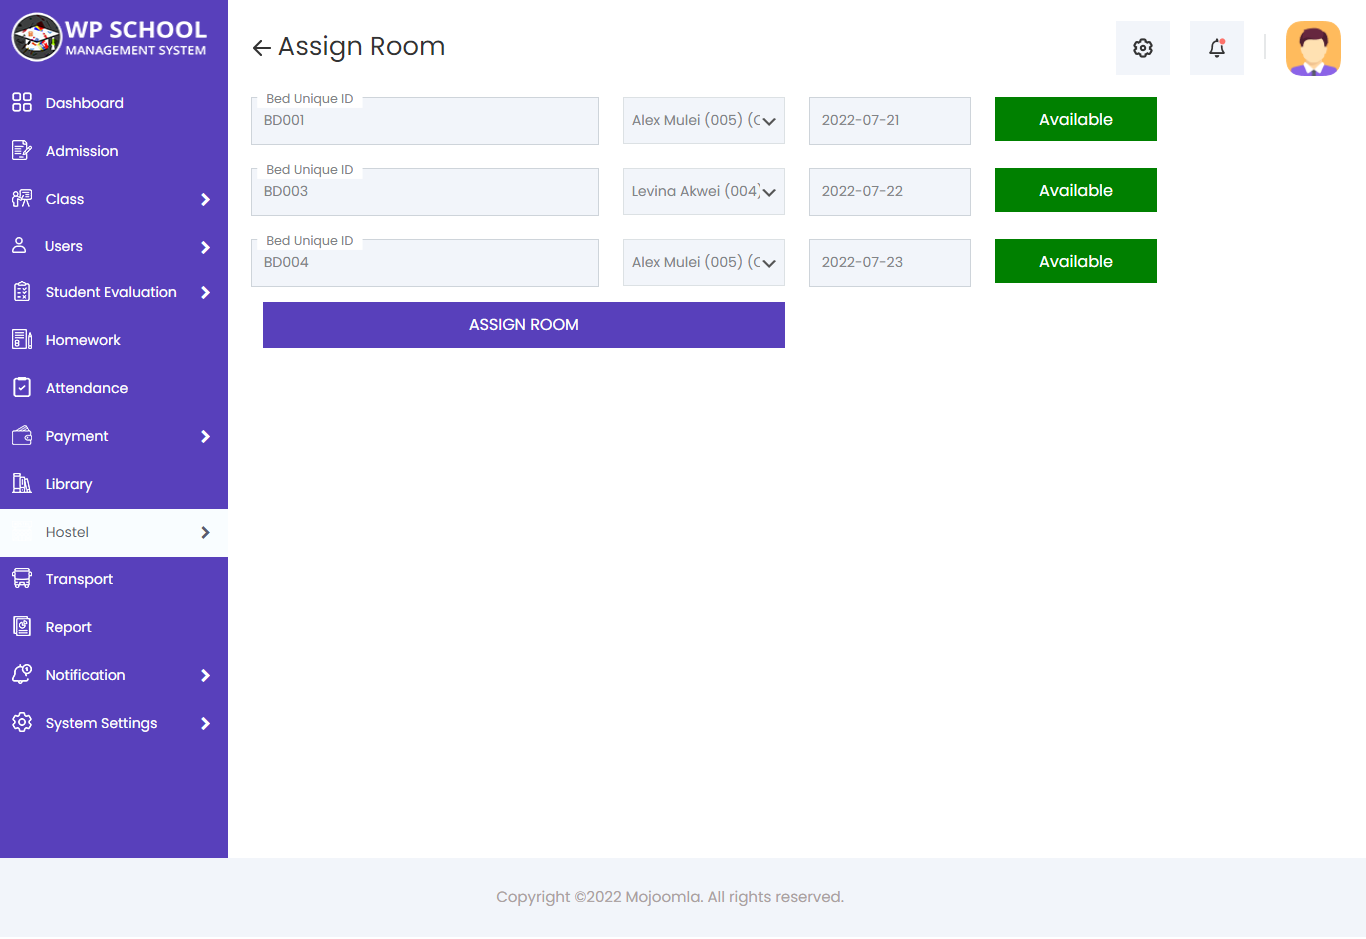 WP SCHOOL
MANAGEMENT SYSTEM
Dashboard
Admission
Class
Users
Student Evaluation
Homework
Attendance
Payment
Library
Hostel
Transport
Report
Notification
System Settings
Assign Room
Bed Unique ID
BD001
Alex Mulei (005) (
2022-07-21
Available
Bed Unique ID
BD003
Levina Akwei (004)
2022-07-22
Available
Bed Unique ID
BD004
Alex Mulei (005) (
2022-07-23
Available
ASSIGN ROOM
Copyright ©2022 Mojoomla. All rights reserved.